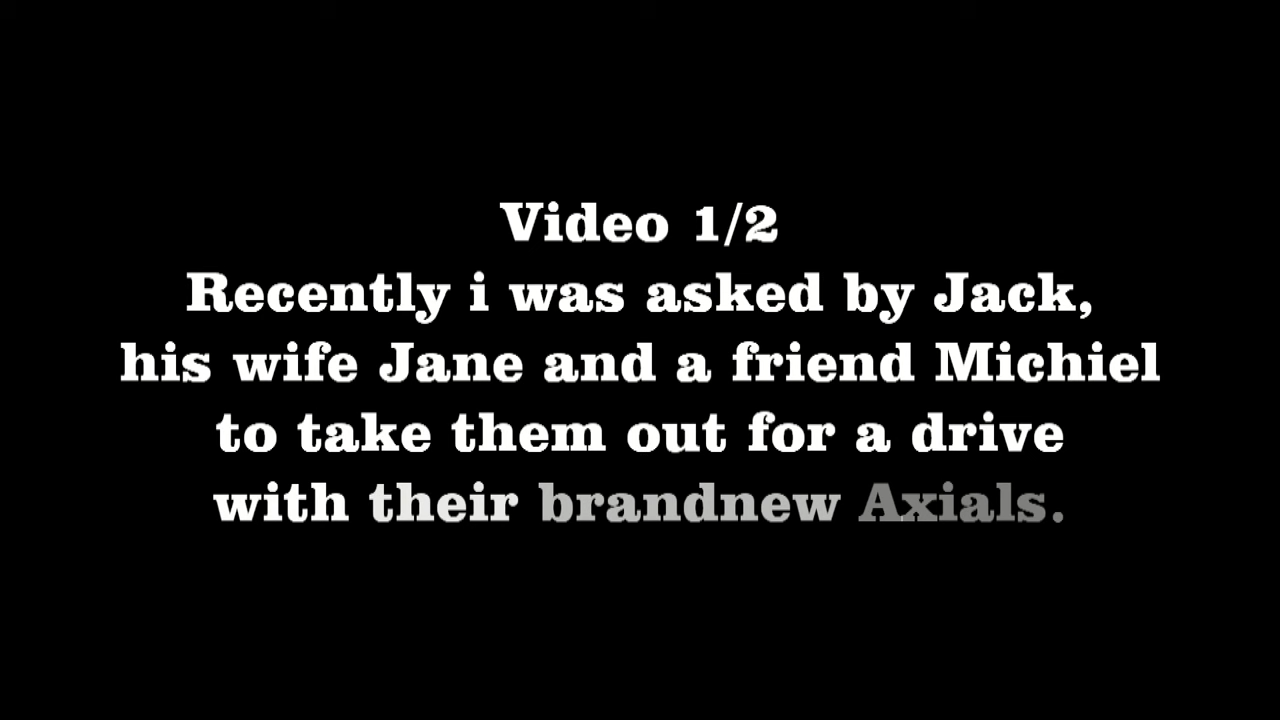 Video 1/2
Recently i was asked by Jack,
his wife Jane and a friend Michiel
to take them out for a drive
with their brandnew Axials.